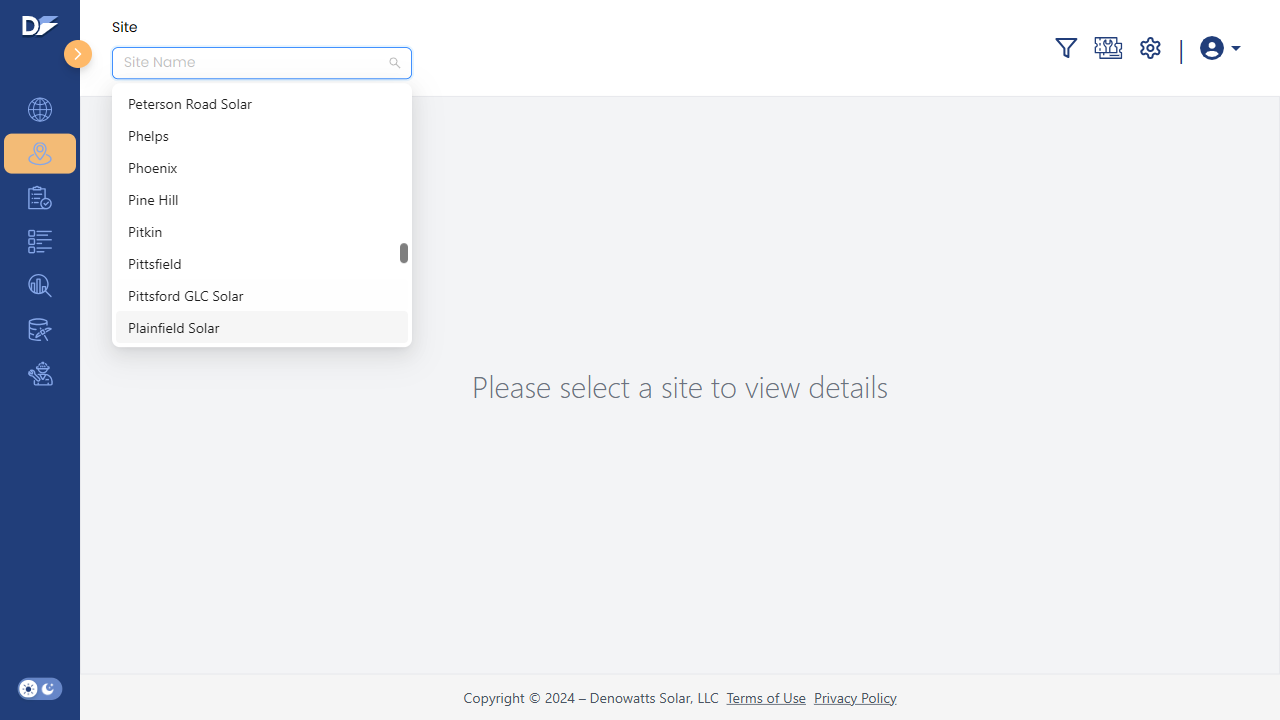 Site
Site Name
Peterson Road Solar
Phelps
Phoenix
Pine Hill
Pitkin
Pittsfield
Pittsford GLC Solar
Plainfield Solar
Please select a site to view details
Copyright © 2024 – Denowatts Solar, LLC Terms of Use Privacy Policy